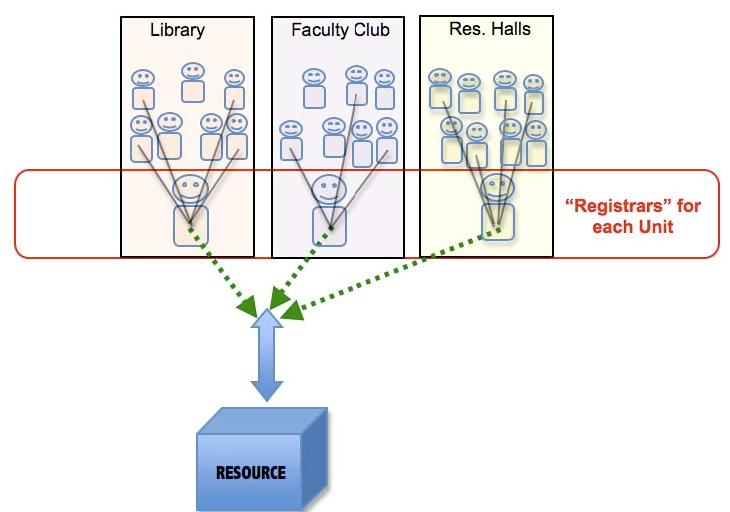 Library
Faculty Club
Res. Halls
“Registrars” for
each Unit
RESOURCE